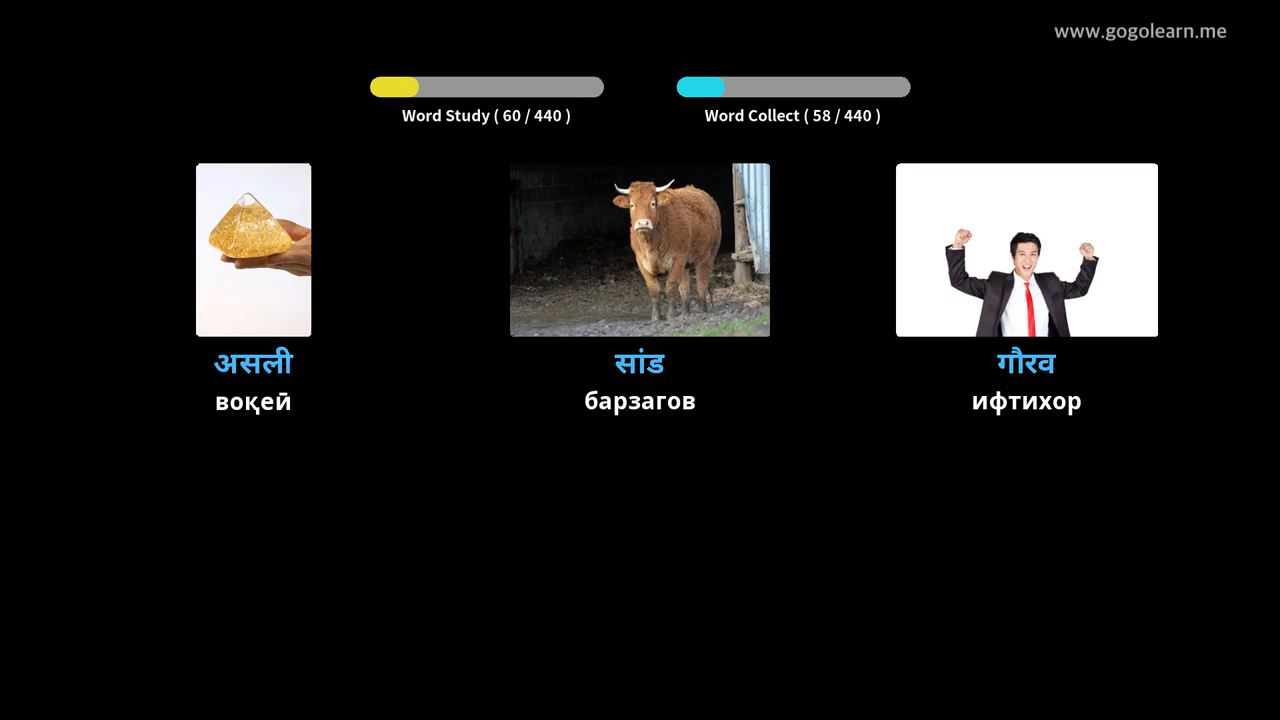 www.gogolearn.me
Word Study ( 60 / 440 )
Word Collect ( 58 / 440 )
असली
воқей
सांड
барзагов
गौरव
ифтихор